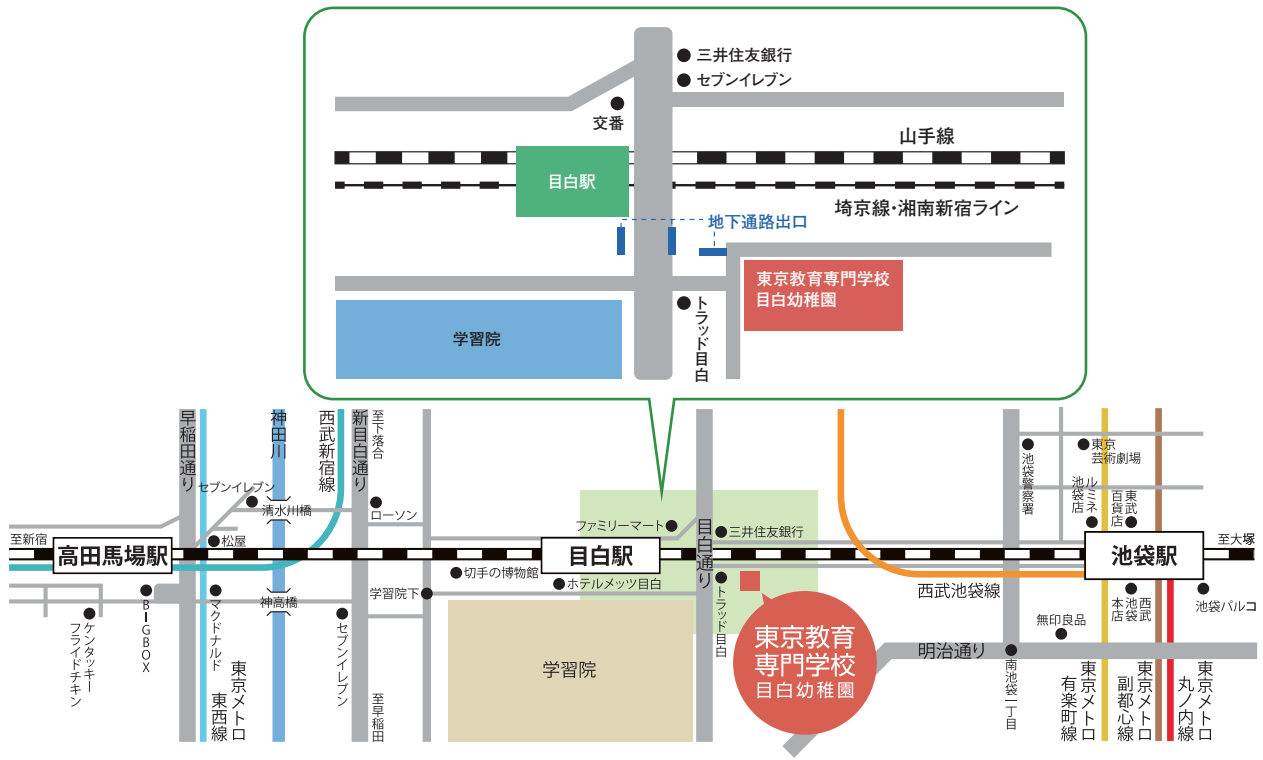 三井住友銀行
セブンイレブン
交番
山手線
目白駅
埼京線・湘南新宿ライン
地下通路出口
東京教育専門学校
目白幼稚園
学習院
トラッド目白
早稲田通り
神田川
西武新宿線
新目白通り
至下落合
セブンイレブン
清水川橋
ローソン
至新宿
松屋
高田馬場駅
BIGBOX
マクドナルド
ケンタッキー
フライドチキン
東京メトロ
東西線
神高橋
セブンイレブン
至早稲田
学習院下
切手の博物館
ファミリーマート
目白駅
ホテルメッツ目白
目白通り
三井住友銀行
トラッド目白
学習院
東京教育
専門学校
目白幼稚園
西武池袋線
明治通り
池袋警察署
東京
芸術劇場
ルミネ
池袋店
東武
百貨店
至大塚
池袋駅
西武
池袋
本店
池袋パルコ
無印良品
南池袋一丁目
東京メトロ
有楽町線
東京メトロ
副都心線
東京メトロ
丸ノ内線